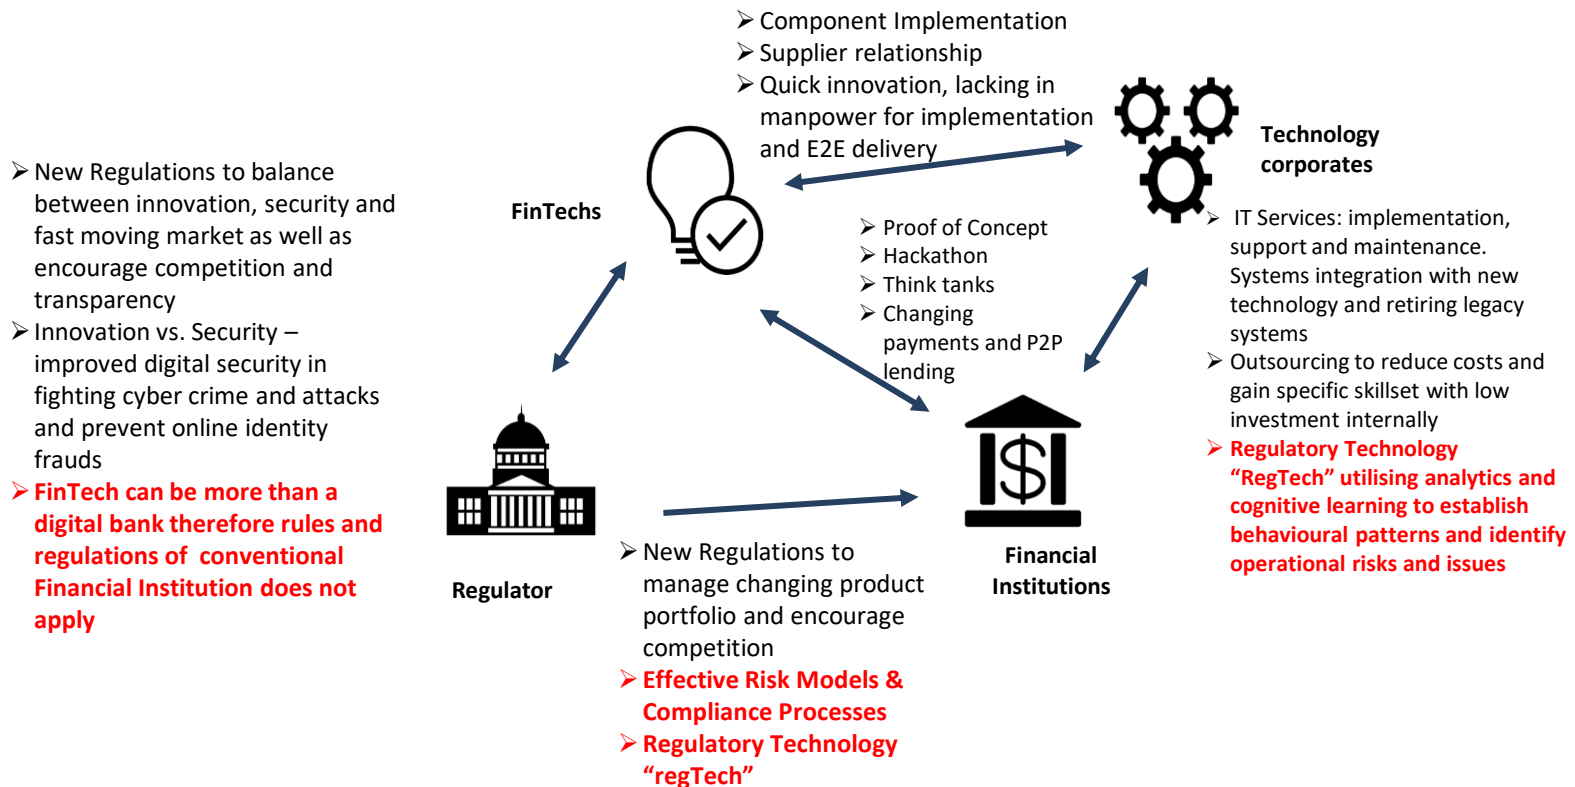 ➢ Component Implementation
➢ Supplier relationship
➢ Quick innovation, lacking in
manpower for implementation
and E2E delivery
Technology
corporates
FinTechs
➢ New Regulations to balance
between innovation, security and
fast moving market as well as
encourage competition and
transparency
➢ Innovation vs. Security –
improved digital security in
fighting cyber crime and attacks
and prevent online identity
frauds
➢ FinTech can be more than a
digital bank therefore rules and
regulations of conventional
Financial Institution does not
apply
➢ Proof of Concept
➢ Hackathon
➢ Think tanks
➢ Changing
payments and P2P
lending
➢ IT Services: implementation,
support and maintenance.
Systems integration with new
technology and retiring legacy
systems
➢ Outsourcing to reduce costs and
gain specific skillset with low
investment internally
➢ Regulatory Technology
“RegTech” utilising analytics and
cognitive learning to establish
behavioural patterns and identify
operational risks and issues
$
Regulator
Financial
Institutions
➢ New Regulations to
manage changing product
portfolio and encourage
competition
➢ Effective Risk Models &
Compliance Processes
➢ Regulatory Technology
“regTech”